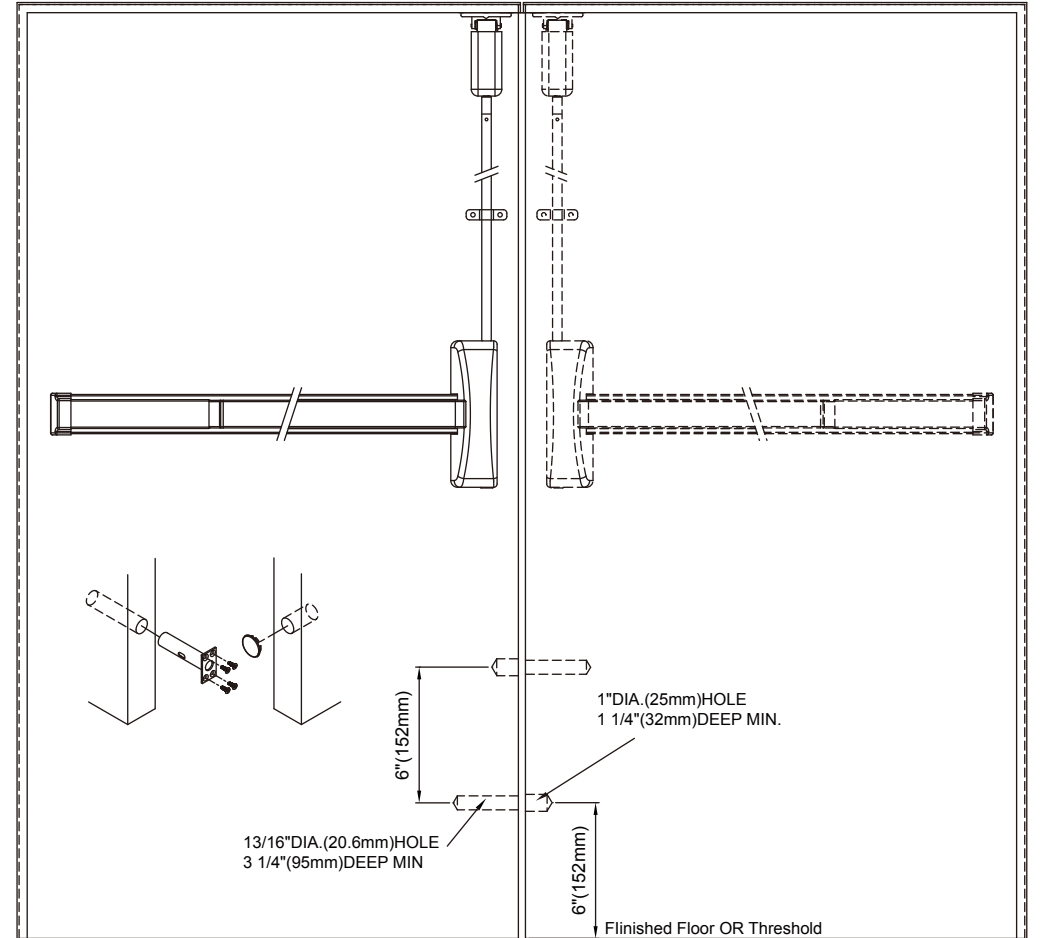 6"(152mm)
1"DIA.(25mm)HOLE
1 1/4"(32mm)DEEP MIN.
13/16"DIA.(20.6mm)HOLE
3 1/4"(95mm)DEEP MIN
6"(152mm)
Flinished Floor OR Threshold